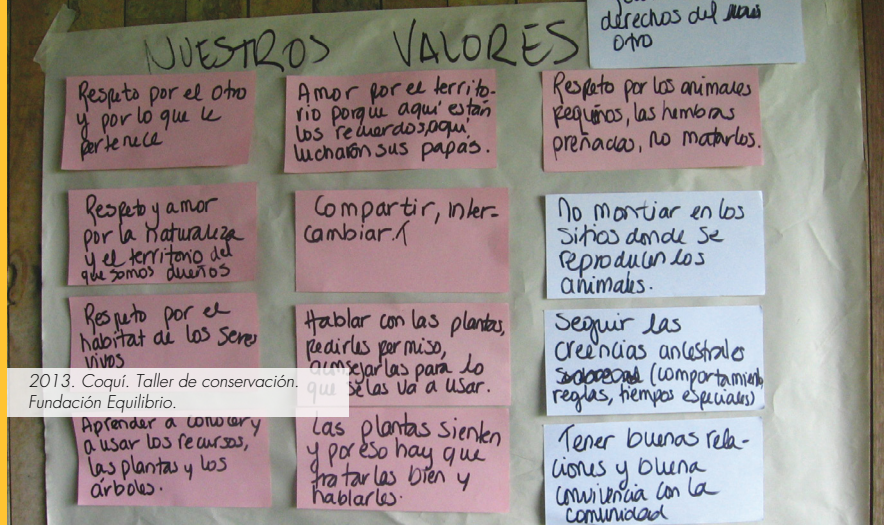 NUESTROS VALORES
derechos del
otro
Respeto por el otro
y por lo que le
pertenece
Amor por el territo-
rio porque aquí están
los recuerdos, aquí
lucharon sus papás.
Respeto por los animales
pequeños, las hembras
preñadas, no matarlos.
Respeto y amor
por la naturaleza
y el territorio del
que somos dueños
Compartir, inter-
cambiar.
No montiar en los
sitios donde se
reproducen los
animales.
Respeto por el
hábitat de los seres
vivos
Hablar con las plantas,
pedirles permiso,
aconsejarlas para lo
que se las va a usar.
Seguir las
creencias ancestrales
(comportamiento,
reglas, tiempos especiales)
2013. Coquí. Taller de conservación.
Fundación Equilibrio.
Aprender a conocer y
a usar los recursos,
las plantas y los
árboles.
Las plantas sienten
y por eso hay que
tratarlas bien y
hablarles.
Tener buenas rela-
ciones y buena
convivencia con la
comunidad